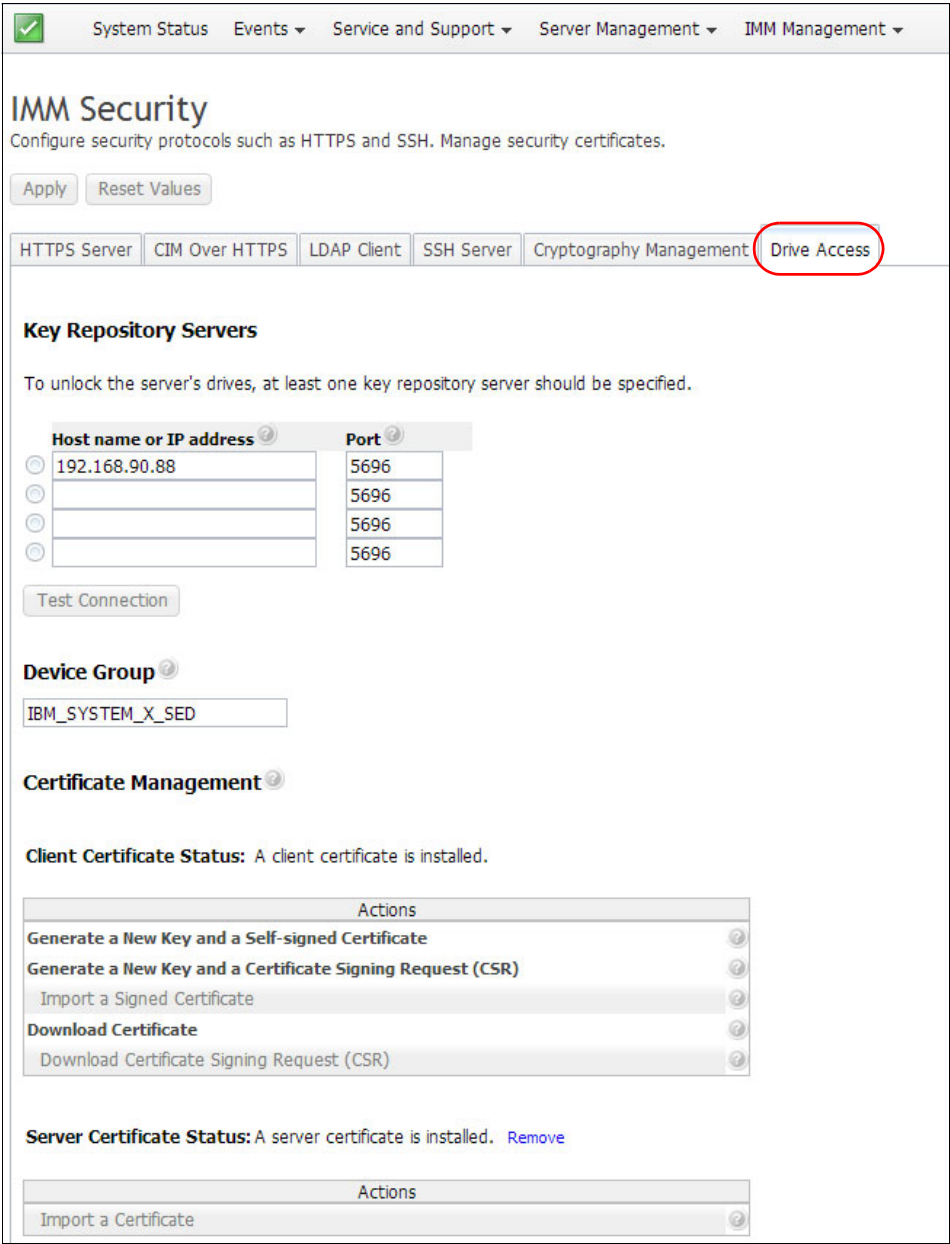 System Status Events Service and Support Server Management IMM Management
IMM Security
Configure security protocols such as HTTPS and SSH. Manage security certificates.
Apply Reset Values
HTTPS Server CIM Over HTTPS LDAP Client SSH Server Cryptography Management Drive Access
Key Repository Servers
To unlock the server's drives, at least one key repository server should be specified.
Host name or IP address ? Port ?
192.168.90.88 5696
5696
5696
5696
Test Connection
Device Group ?
IBM_SYSTEM_X_SED
Certificate Management ?
Client Certificate Status: A client certificate is installed.
Actions
Generate a New Key and a Self-signed Certificate ?
Generate a New Key and a Certificate Signing Request (CSR) ?
Import a Signed Certificate ?
Download Certificate ?
Download Certificate Signing Request (CSR) ?
Server Certificate Status: A server certificate is installed. Remove
Actions
Import a Certificate ?